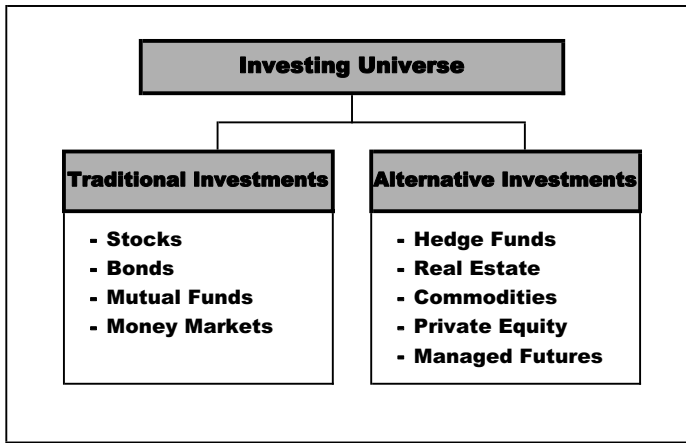 Investing Universe
Traditional Investments
- Stocks
- Bonds
- Mutual Funds
- Money Markets
Alternative Investments
- Hedge Funds
- Real Estate
- Commodities
- Private Equity
- Managed Futures